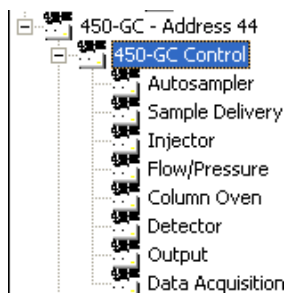 450-GC - Address 44
450-GC Control
Autosampler
Sample Delivery
Injector
Flow/Pressure
Column Oven
Detector
Output
Data Acquisition